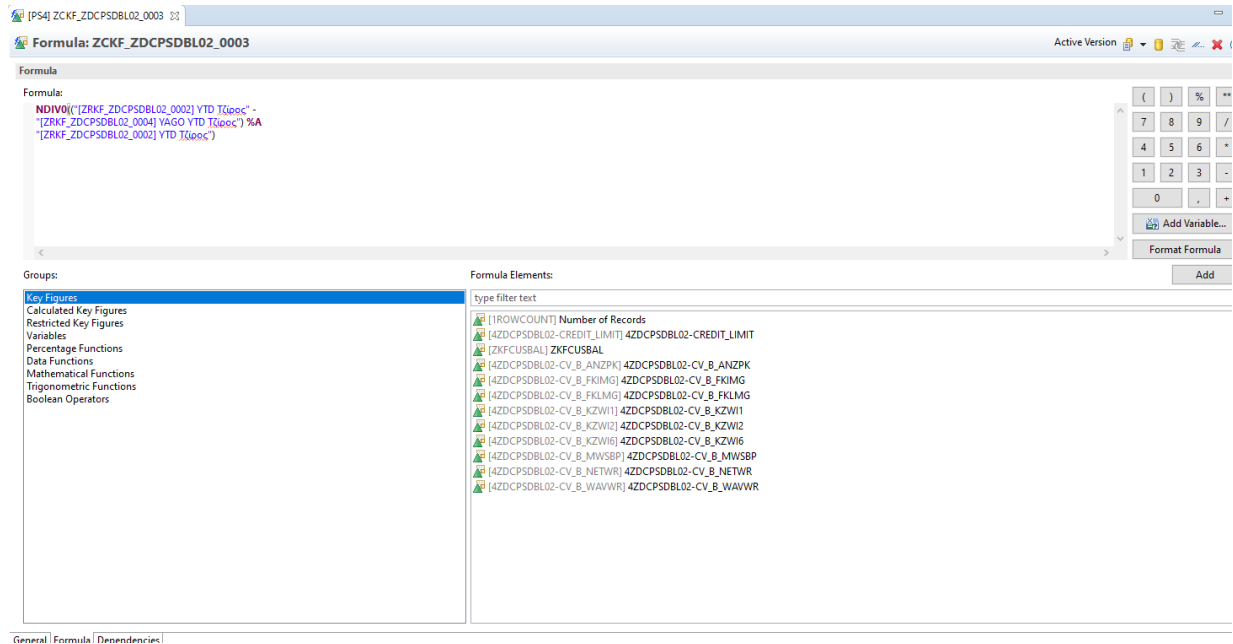 [PS4] ZCKF_ZDCPSDBL02_0003
Formula: ZCKF_ZDCPSDBL02_0003
Active Version
Formula
Formula:
NDIV0(("[ZRKF_ZDCPSDBL02_0002] YTD Τζίρος" -
"[ZRKF_ZDCPSDBL02_0004] YAGO YTD Τζίρος") %A
"[ZRKF_ZDCPSDBL02_0002] YTD Τζίρος")
( ) % **
7 8 9 /
4 5 6 *
1 2 3 -
0 , +
Add Variable...
Format Formula
Groups:
Formula Elements:
Add
Key Figures
Calculated Key Figures
Restricted Key Figures
Variables
Percentage Functions
Data Functions
Mathematical Functions
Trigonometric Functions
Boolean Operators
type filter text
[1ROWCOUNT] Number of Records
[4ZDCPSDBL02-CREDIT_LIMIT] 4ZDCPSDBL02-CREDIT_LIMIT
[ZKFCUSBAL] ZKFCUSBAL
[4ZDCPSDBL02-CV_B_ANZPK] 4ZDCPSDBL02-CV_B_ANZPK
[4ZDCPSDBL02-CV_B_FKIMG] 4ZDCPSDBL02-CV_B_FKIMG
[4ZDCPSDBL02-CV_B_FKLMG] 4ZDCPSDBL02-CV_B_FKLMG
[4ZDCPSDBL02-CV_B_KZWI1] 4ZDCPSDBL02-CV_B_KZWI1
[4ZDCPSDBL02-CV_B_KZWI2] 4ZDCPSDBL02-CV_B_KZWI2
[4ZDCPSDBL02-CV_B_KZWI6] 4ZDCPSDBL02-CV_B_KZWI6
[4ZDCPSDBL02-CV_B_MWSBP] 4ZDCPSDBL02-CV_B_MWSBP
[4ZDCPSDBL02-CV_B_NETWR] 4ZDCPSDBL02-CV_B_NETWR
[4ZDCPSDBL02-CV_B_WAVWR] 4ZDCPSDBL02-CV_B_WAVWR
General Formula Dependencies